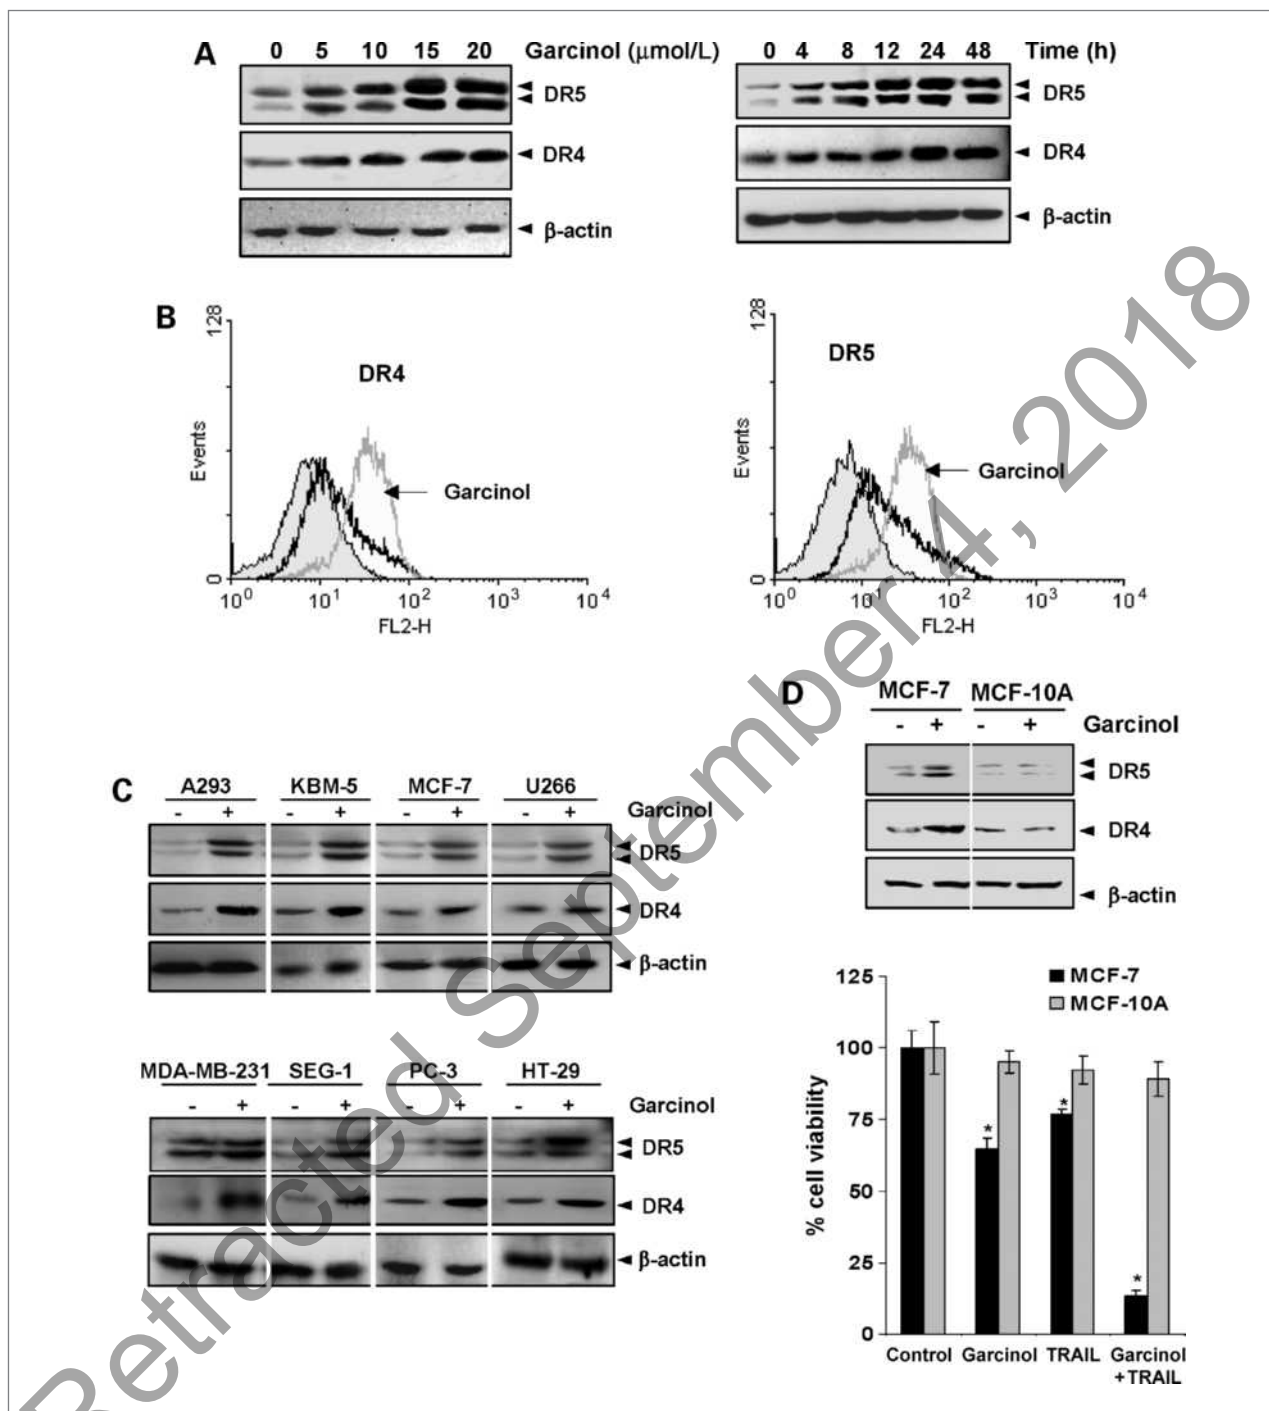 A
0 5 10 15 20 Garcinol (μmol/L)
DR5
DR4
β-actin
0 4 8 12 24 48 Time (h)
DR5
DR4
β-actin
B
128
DR4
Events
Garcinol
0
10^0 10^1 10^2 10^3 10^4
FL2-H
128
DR5
Events
Garcinol
0
10^0 10^1 10^2 10^3 10^4
FL2-H
C
A293 KBM-5 MCF-7 U266
- + - + - + - + Garcinol
DR5
DR4
β-actin
MDA-MB-231 SEG-1 PC-3 HT-29
- + - + - + - + Garcinol
DR5
DR4
β-actin
D
MCF-7 MCF-10A
- + - + Garcinol
DR5
DR4
β-actin
125
100
75
50
25
0
% cell viability
MCF-7
MCF-10A
*
*
*
Control Garcinol TRAIL Garcinol
+TRAIL
Retracted September 4, 2018